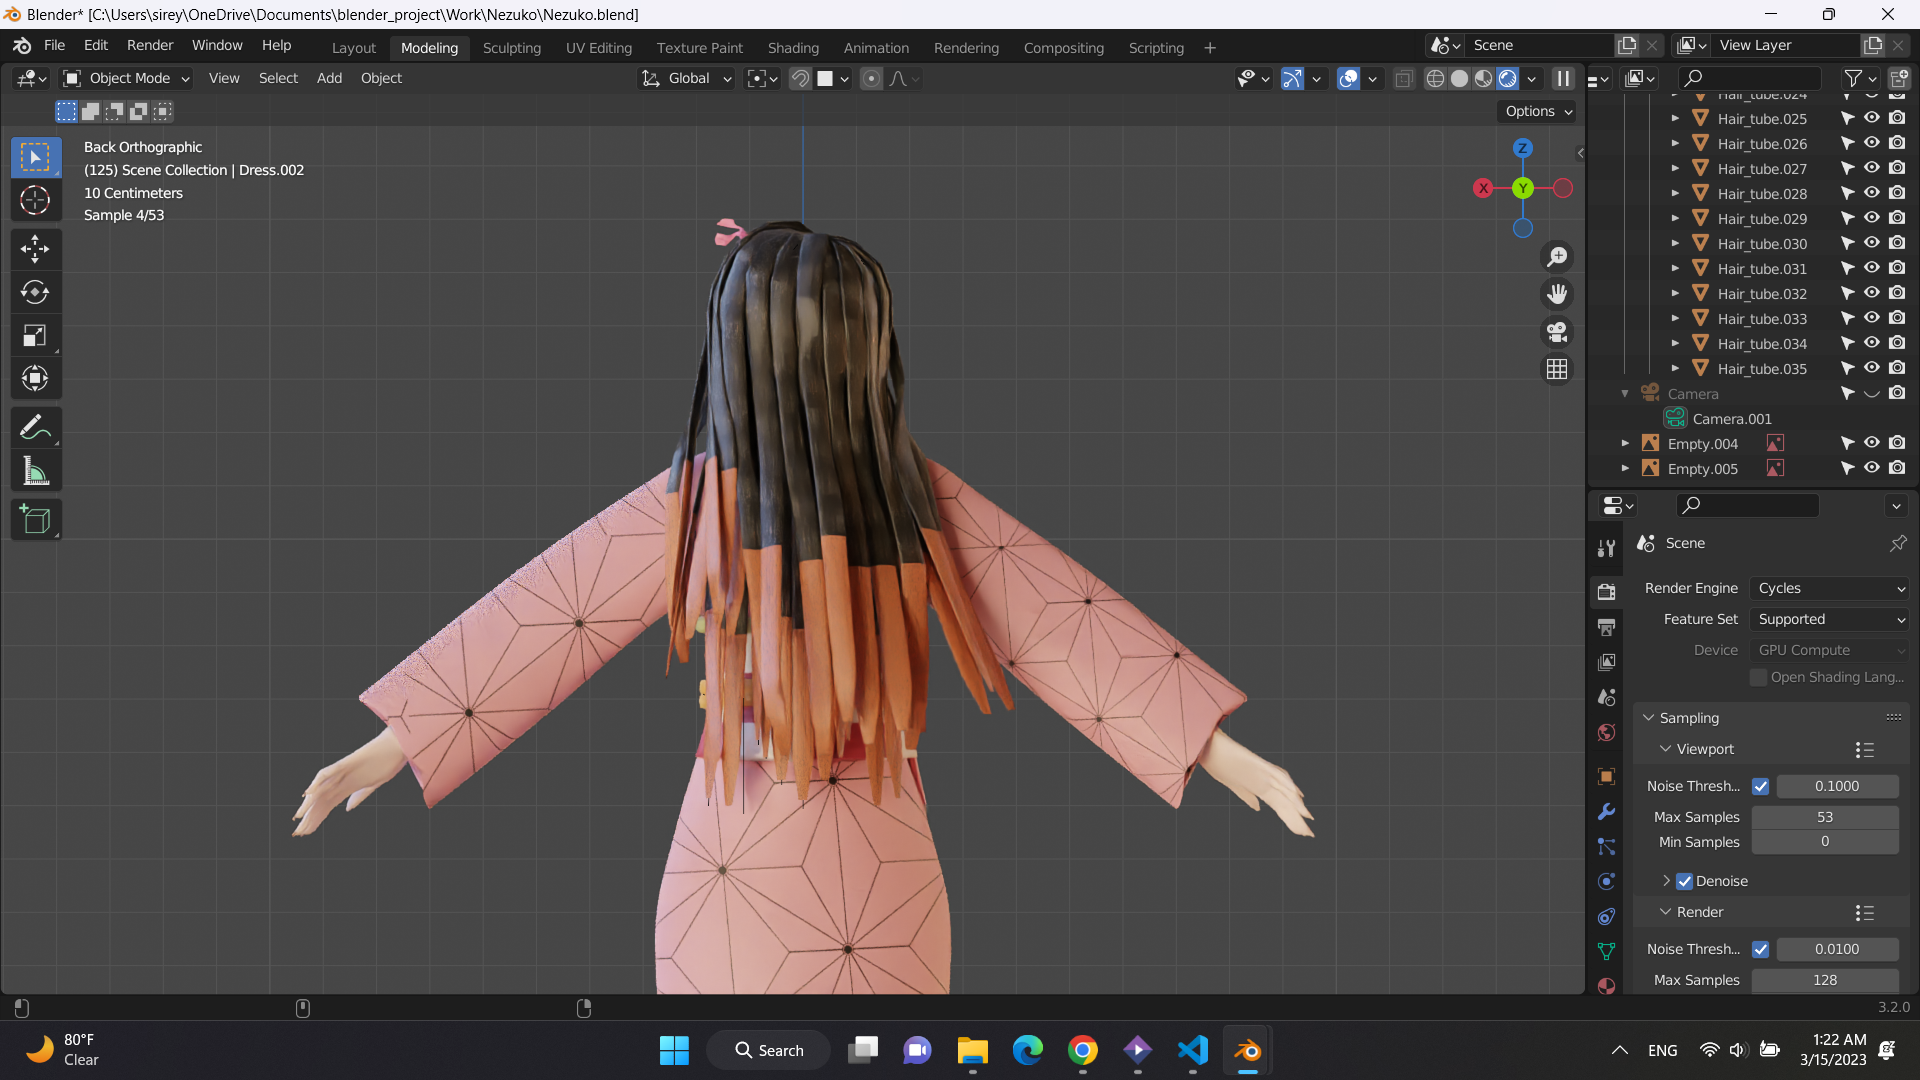 Blender* [C:\Users\sirey\OneDrive\Documents\blender_project\Work\Nezuko\Nezuko.blend]
File Edit Render Window Help Layout Modeling Sculpting UV Editing Texture Paint Shading Animation Rendering Compositing Scripting + Scene View Layer
Object Mode View Select Add Object Global
Options
Back Orthographic
(125) Scene Collection | Dress.002
10 Centimeters
Sample 4/53
Z
X Y
Hair_tube.024
Hair_tube.025
Hair_tube.026
Hair_tube.027
Hair_tube.028
Hair_tube.029
Hair_tube.030
Hair_tube.031
Hair_tube.032
Hair_tube.033
Hair_tube.034
Hair_tube.035
Camera
Camera.001
Empty.004
Empty.005
Scene
Render Engine Cycles
Feature Set Supported
Device GPU Compute
Open Shading Lang...
Sampling
Viewport
Noise Thresh... 0.1000
Max Samples 53
Min Samples 0
Denoise
Render
Noise Thresh... 0.0100
Max Samples 128
3.2.0
80°F
Clear
Search
ENG
1:22 AM
3/15/2023